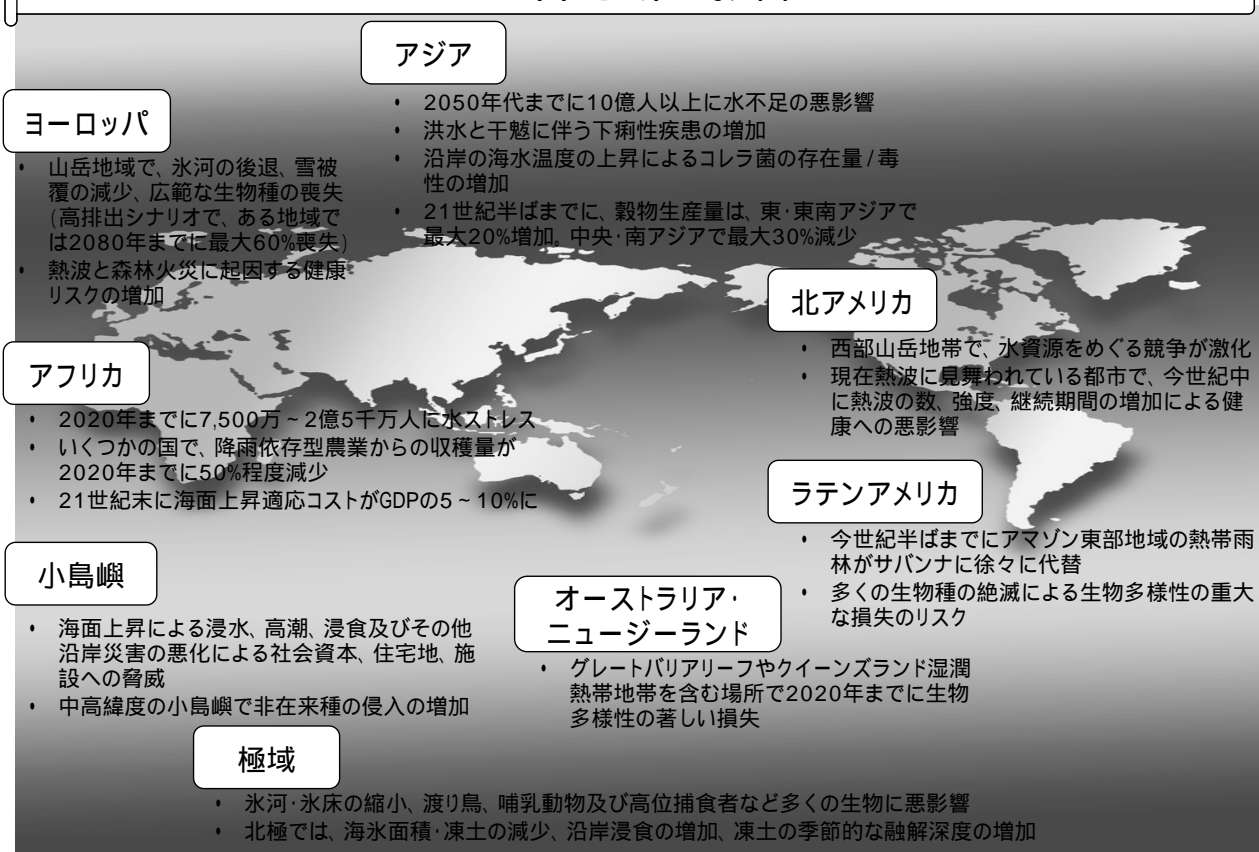 アジア
• 2050年代までに10億人以上に水不足の悪影響
• 洪水と干魃に伴う下痢性疾患の増加
• 沿岸の海水温度の上昇によるコレラ菌の存在量/毒
性の増加
• 21世紀半ばまでに、穀物生産量は、東・東南アジアで
最大20%増加。中央・南アジアで最大30%減少
ヨーロッパ
• 山岳地域で、氷河の後退、雪被
覆の減少、広範な生物種の喪失
(高排出シナリオで、ある地域で
は2080年までに最大60%喪失)
• 熱波と森林火災に起因する健康
リスクの増加
北アメリカ
• 西部山岳地帯で、水資源をめぐる競争が激化
• 現在熱波に見舞われている都市で、今世紀中
に熱波の数、強度、継続期間の増加による健
康への悪影響
アフリカ
• 2020年までに7,500万~2億5千万人に水ストレス
• いくつかの国で、降雨依存型農業からの収穫量が
2020年までに50%程度減少
• 21世紀末に海面上昇適応コストがGDPの5~10%に
ラテンアメリカ
• 今世紀半ばまでにアマゾン東部地域の熱帯雨
林がサバンナに徐々に代替
• 多くの生物種の絶滅による生物多様性の重大
な損失のリスク
小島嶼
• 海面上昇による浸水、高潮、浸食及びその他
沿岸災害の悪化による社会資本、住宅地、施
設への脅威
• 中高緯度の小島嶼で非在来種の侵入の増加
オーストラリア・
ニュージーランド
• グレートバリアリーフやクイーンズランド湿潤
熱帯地帯を含む場所で2020年までに生物
多様性の著しい損失
極域
• 氷河・氷床の縮小、渡り鳥、哺乳動物及び高位捕食者など多くの生物に悪影響
• 北極では、海氷面積・凍土の減少、沿岸浸食の増加、凍土の季節的な融解深度の増加